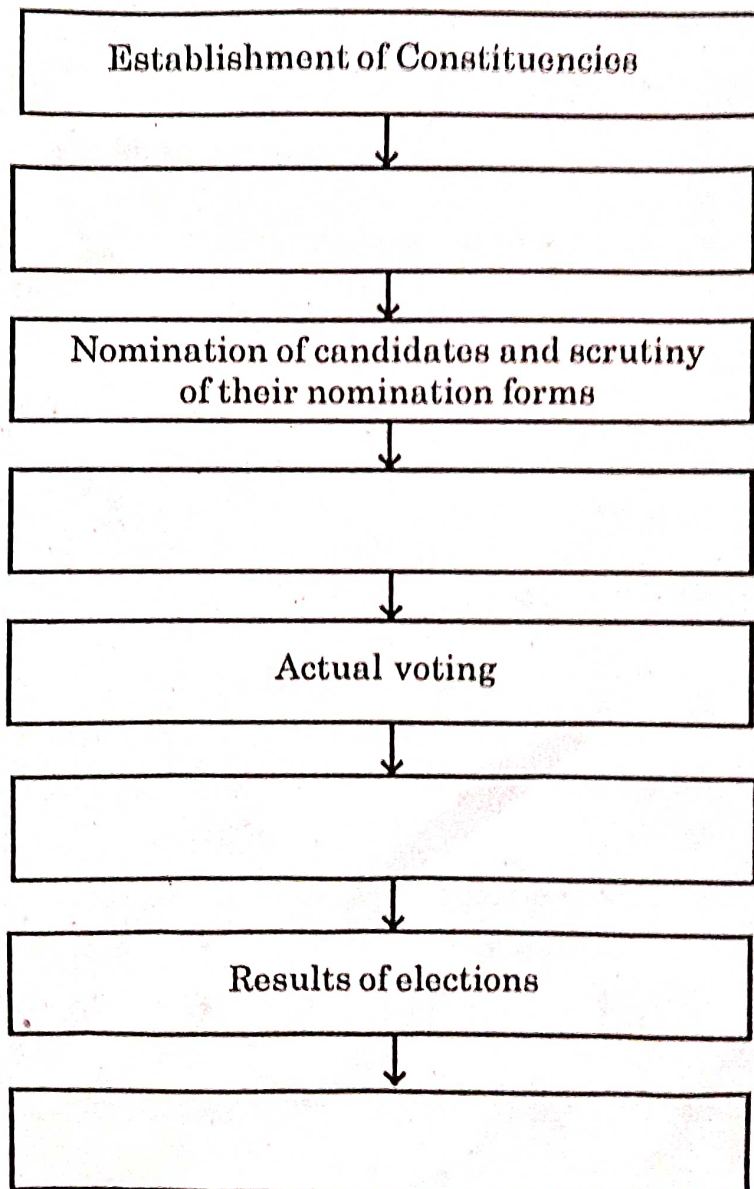 Establishment of Constituencies
Nomination of candidates and scrutiny
of their nomination forms
Actual voting
Results of elections